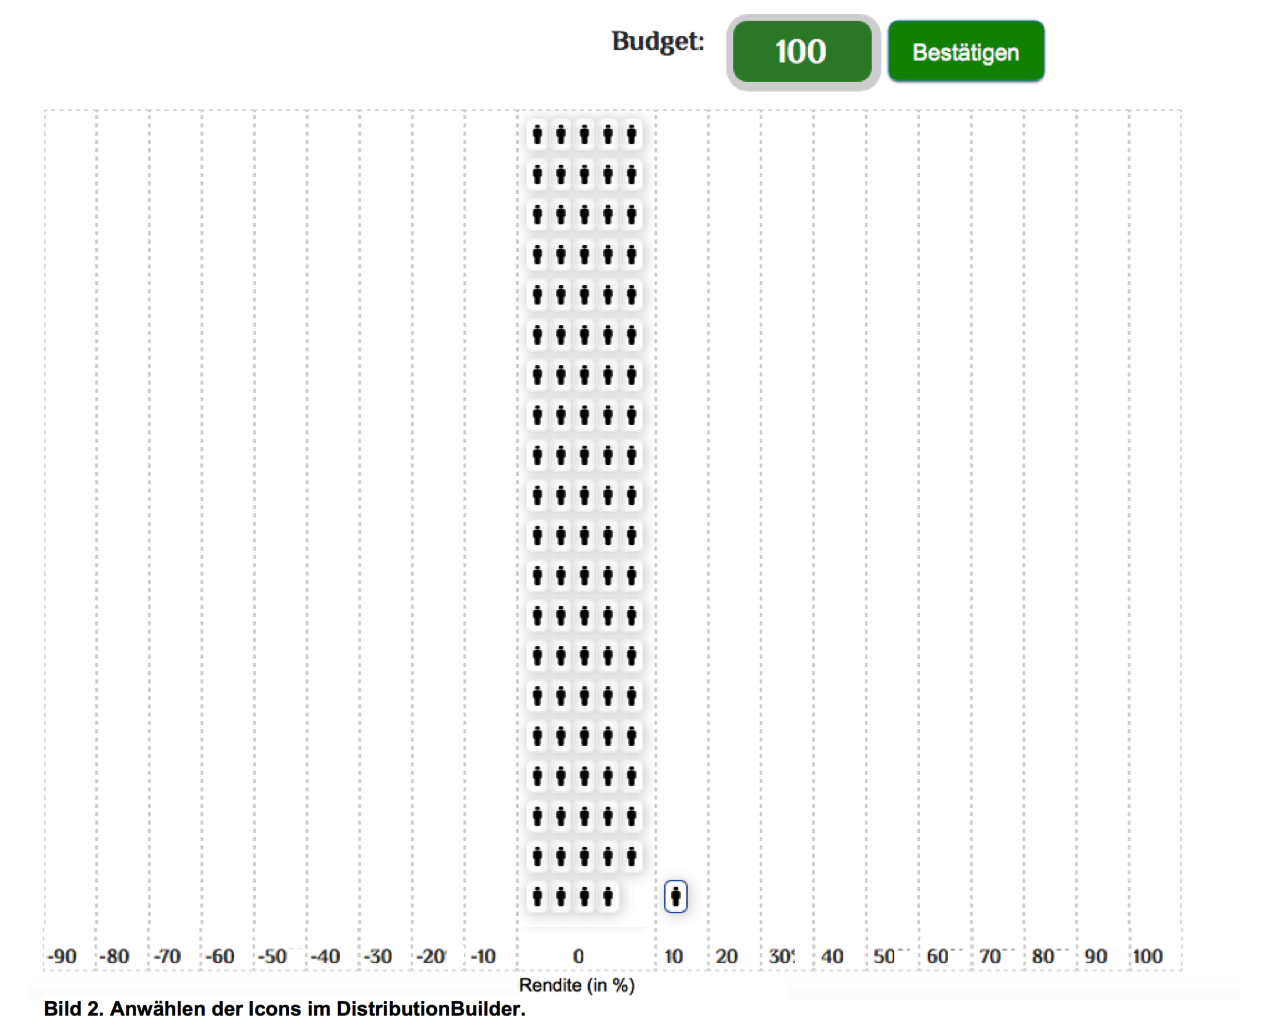 Budget: 100 Bestätigen
-90 -80 -70 -60 -50 -40 -30 -20 -10 0 10 20 30% 40 50 60 70 80 90 100
Rendite (in %)
Bild 2. Anwählen der Icons im DistributionBuilder.